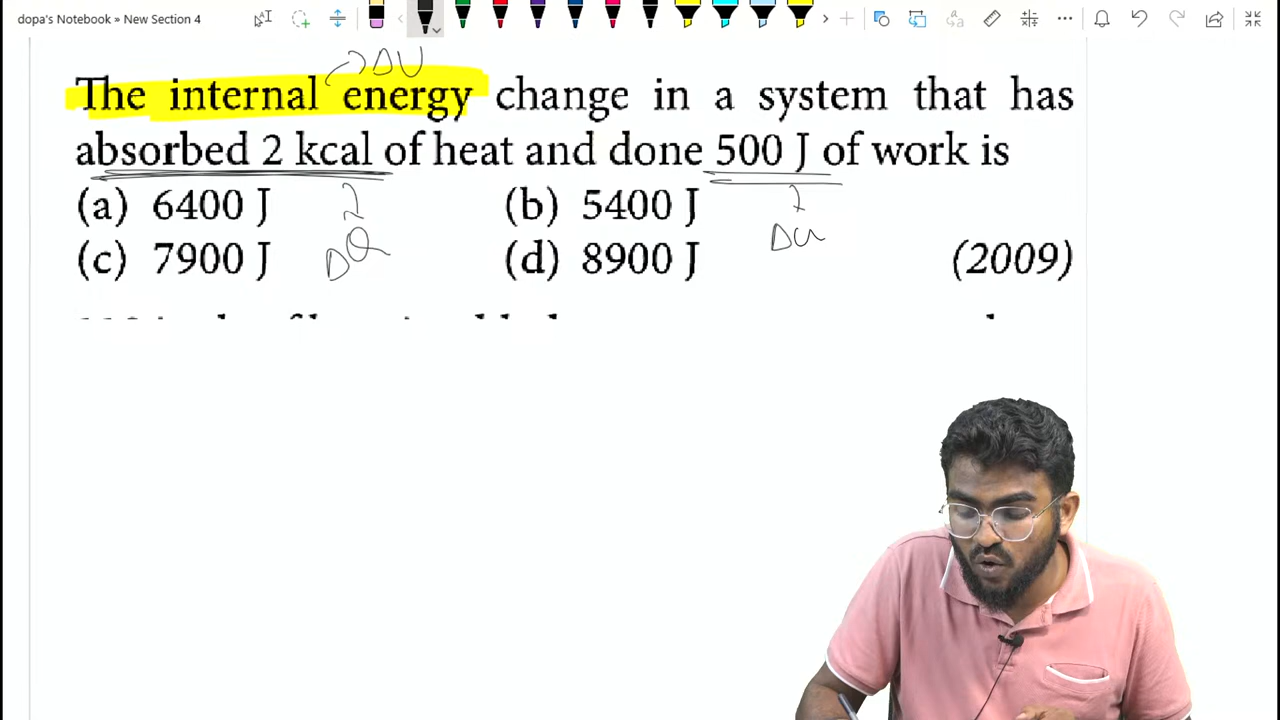 dopa's Notebook » New Section 4
ΔU
The internal energy change in a system that has
absorbed 2 kcal of heat and done 500 J of work is
(a) 6400 J (b) 5400 J
ΔQ
(c) 7900 J (d) 8900 J (2009)